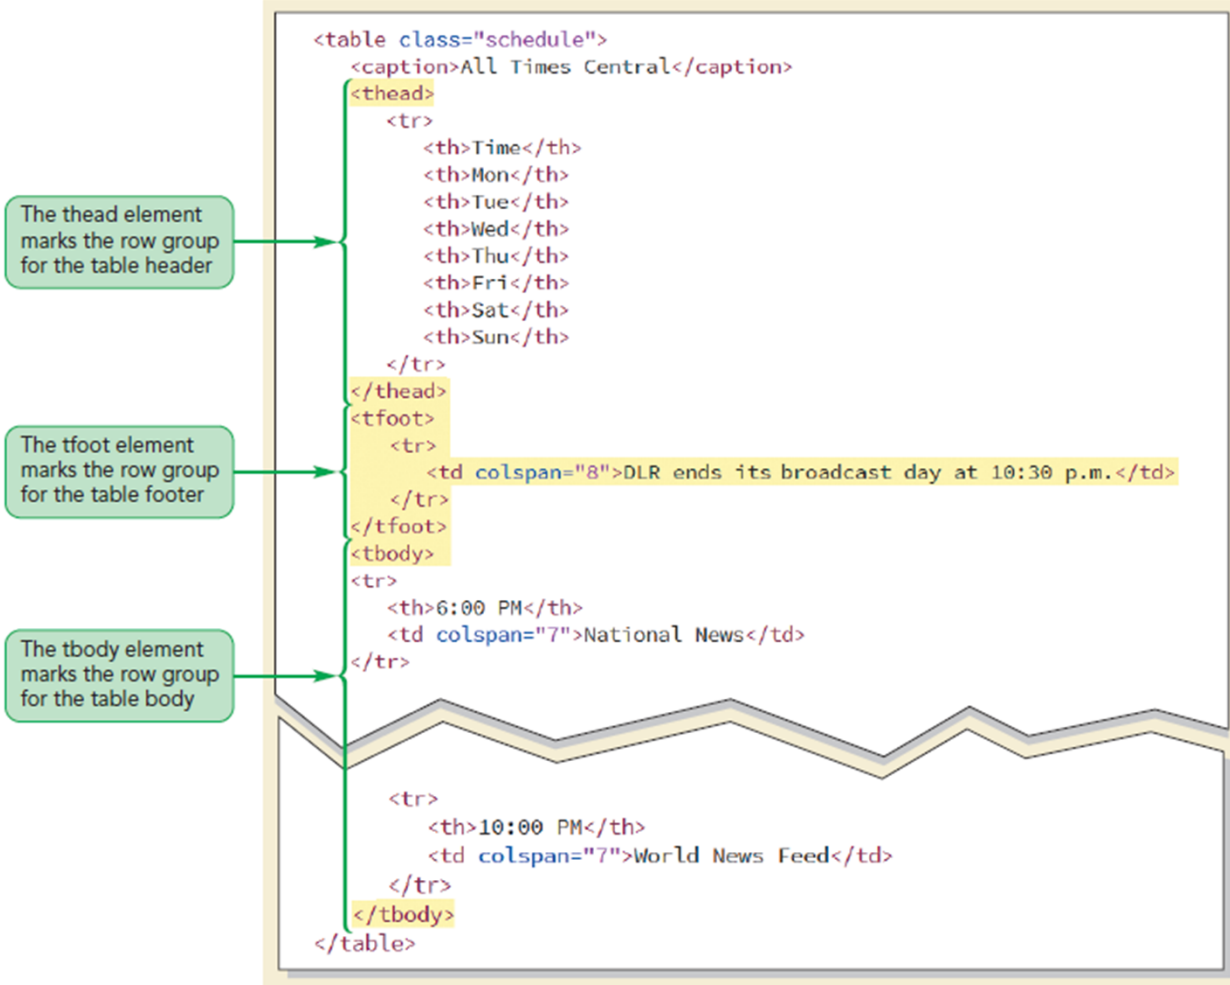 <table class="schedule">
<caption>All Times Central</caption>
<thead>
<tr>
<th>Time</th>
<th>Mon</th>
<th>Tue</th>
<th>Wed</th>
<th>Thu</th>
<th>Fri</th>
<th>Sat</th>
<th>Sun</th>
</tr>
</thead>
<tfoot>
<tr>
<td colspan="8">DLR ends its broadcast day at 10:30 p.m.</td>
</tr>
</tfoot>
<tbody>
<tr>
<th>6:00 PM</th>
<td colspan="7">National News</td>
</tr>
<tr>
<th>10:00 PM</th>
<td colspan="7">World News Feed</td>
</tr>
</tbody>
</table>
The thead element
marks the row group
for the table header
The tfoot element
marks the row group
for the table footer
The tbody element
marks the row group
for the table body